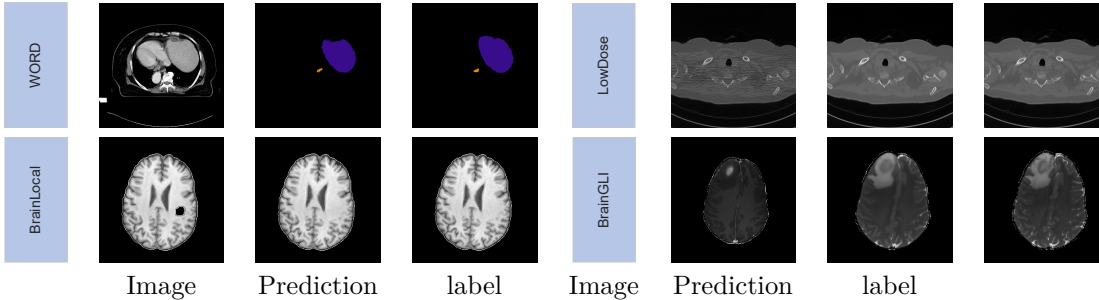 WORD
LowDose
BrainLocal
BrainGLI
Image Prediction label Image Prediction label